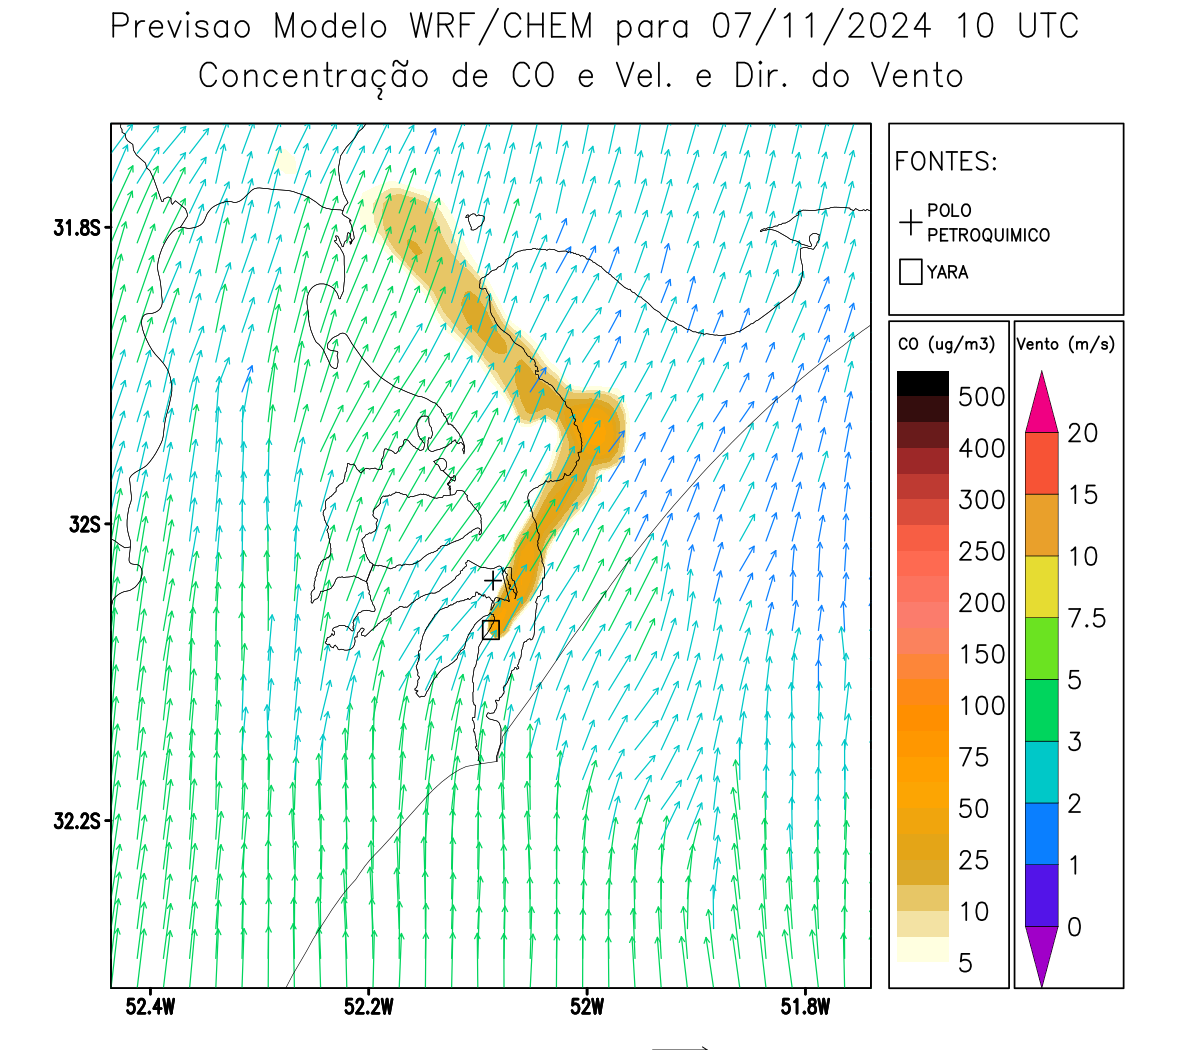 Previsao Modelo WRF/CHEM para 07/11/2024 10 UTC
Concentração de CO e Vel. e Dir. do Vento
FONTES:
POLO
PETROQUIMICO
YARA
CO (ug/m3)
500
400
300
250
200
150
100
75
50
25
10
5
Vento (m/s)
20
15
10
7.5
5
3
2
1
0
31.8S
32S
32.2S
52.4W
52.2W
52W
51.8W